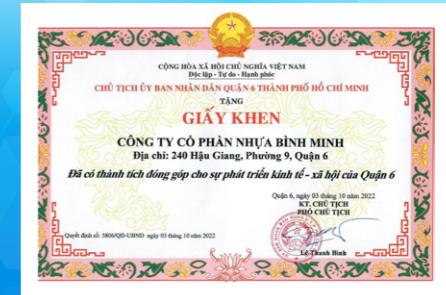 CỘNG HÒA XÃ HỘI CHỦ NGHĨA VIỆT NAM
Độc lập - Tự do - Hạnh phúc
CHỦ TỊCH ỦY BAN NHÂN DÂN QUẬN 6 THÀNH PHỐ HỒ CHÍ MINH
TẶNG
GIẤY KHEN
CÔNG TY CỔ PHẦN NHỰA BÌNH MINH
Địa chỉ: 240 Hậu Giang, Phường 9, Quận 6
Đã có thành tích đóng góp cho sự phát triển kinh tế - xã hội của Quận 6
Quận 6, ngày 03 tháng 10 năm 2022
KT. CHỦ TỊCH
PHÓ CHỦ TỊCH
Quyết định số: 5806/QĐ-UBND ngày 03 tháng 10 năm 2022
Lê Thanh Bình